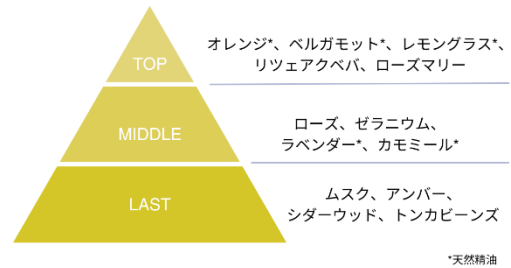 TOP
オレンジ*、ベルガモット*、レモングラス*、
リツェアクベバ、ローズマリー
MIDDLE
ローズ、ゼラニウム、
ラベンダー*、カモミール*
LAST
ムスク、アンバー、
シダーウッド、トンカビーンズ
*天然精油